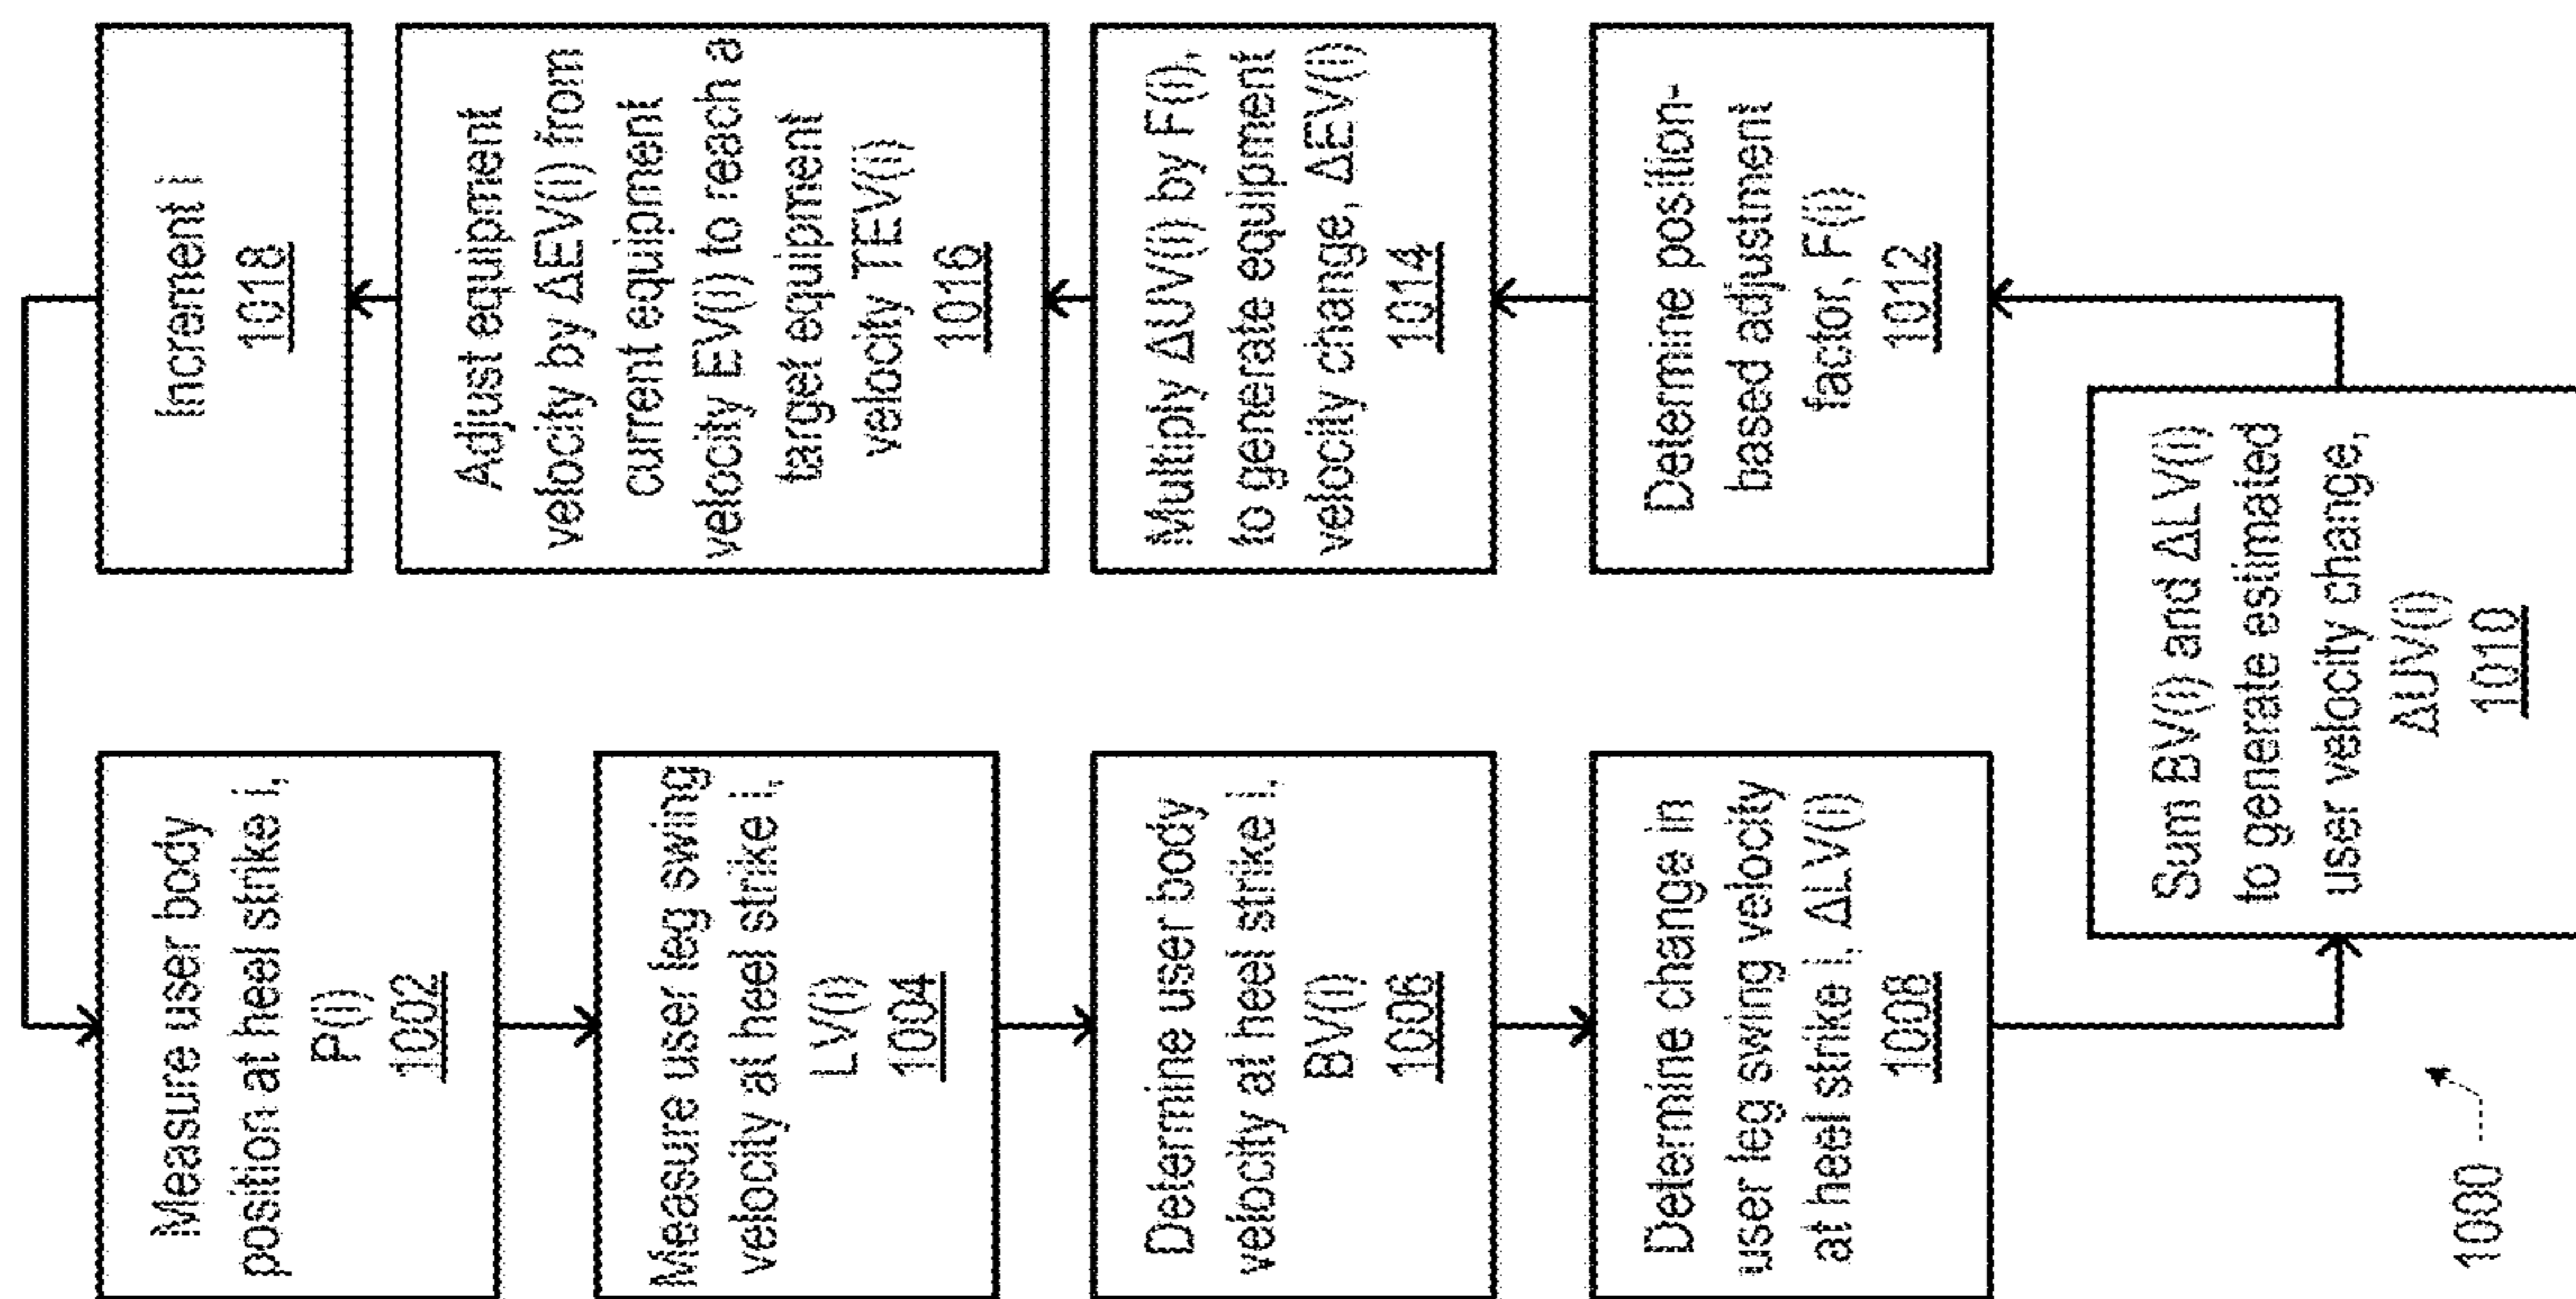 Measure user body
position at heel strike i,
P(i)
1002
Measure user leg swing
velocity at heel strike i,
LV(i)
1004
Determine user body
velocity at heel strike i,
BV(i)
1006
Determine change in
user leg swing velocity
at heel strike i, ΔLV(i)
1008
Sum BV(i) and ΔLV(i)
to generate estimated
user velocity change,
ΔUV(i)
1010
Determine position-
based adjustment
factor, F(i)
1012
Multiply ΔUV(i) by F(i),
to generate equipment
velocity change, ΔEV(i)
1014
Adjust equipment
velocity by ΔEV(i) from
current equipment
velocity EV(i) to reach a
target equipment
velocity TEV(i)
1016
Increment i
1018
1000